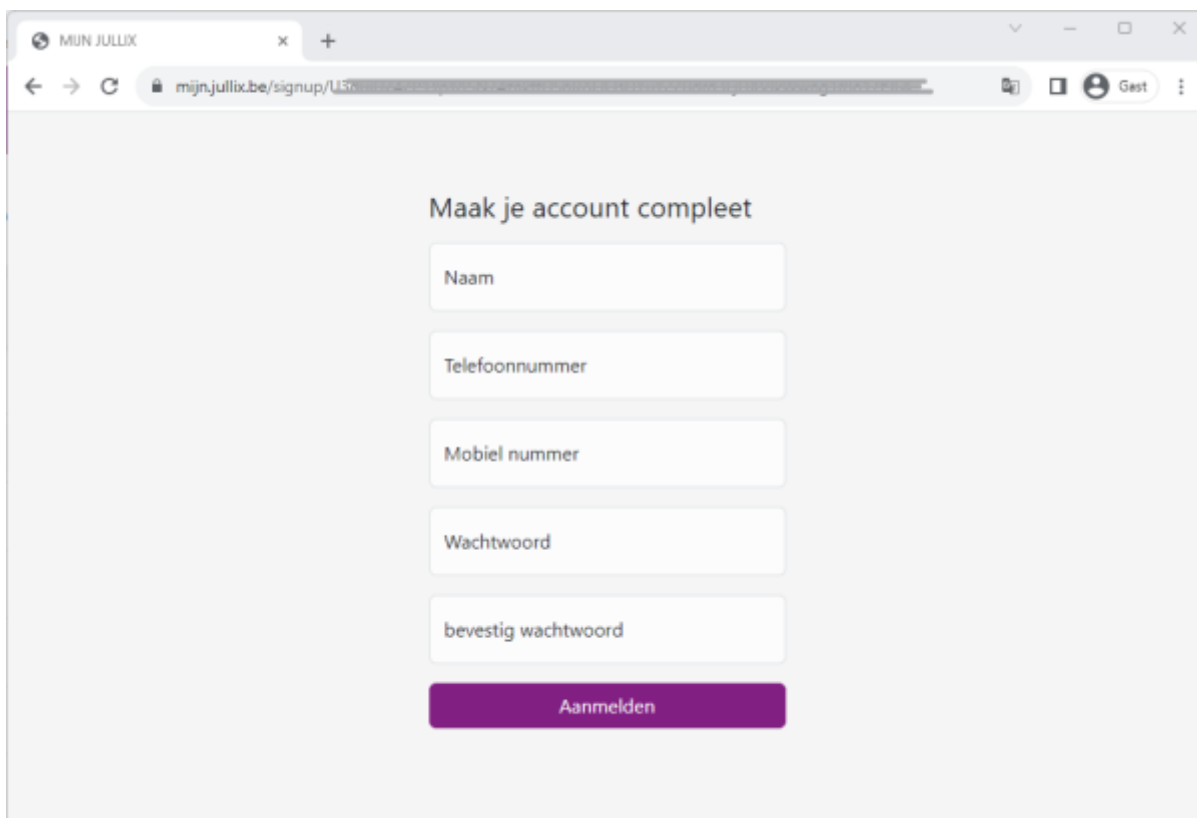 MIJN JULLIX
mijn.jullix.be/signup/U3
Gast
Maak je account compleet
Naam
Telefoonnummer
Mobiel nummer
Wachtwoord
bevestig wachtwoord
Aanmelden